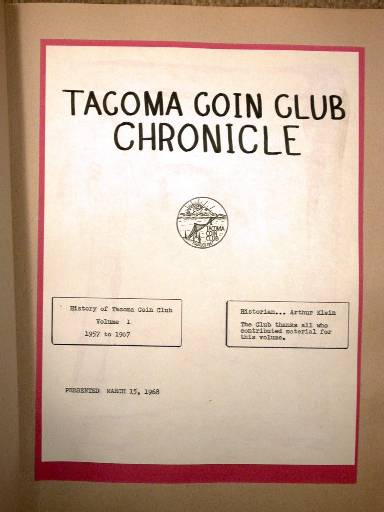 TACOMA COIN CLUB
CHRONICLE
TACOMA
COIN
CLUB
History of Tacoma Coin Club
Volume 1
1957 to 1967
Historian... Arthur Klein
The Club thanks all who
contributed material for
this volume.
PRESENTED MARCH 15, 1968